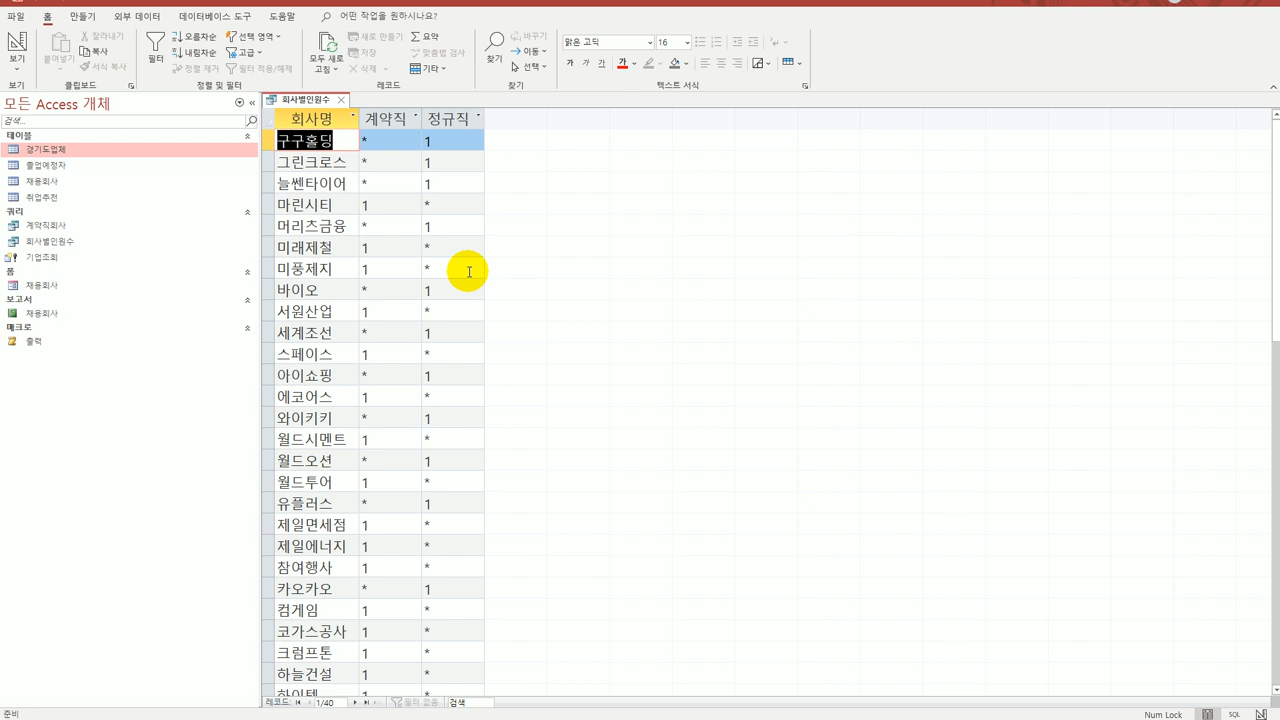 파일 홈 만들기 외부 데이터 데이터베이스 도구 도움말 어떤 작업을 원하시나요?
보기
붙여넣기
잘라내기
복사
서식 복사
필터
오름차순
내림차순
정렬 제거
선택 영역
고급
필터 적용/해제
모두 새로 고침
새로 만들기
저장
삭제
요약
맞춤법 검사
기타
찾기
바꾸기
이동
선택
맑은 고딕 16
가 가 가 가
보기 클립보드 정렬 및 필터 레코드 찾기 텍스트 서식
모든 Access 개체
검색...
테이블
경기도업체
졸업예정자
채용회사
취업추천
쿼리
계약직회사
회사별인원수
기업조회
폼
채용회사
보고서
채용회사
매크로
출력
회사별인원수
회사명 계약직 정규직
구구홀딩 * 1
그린크로스 * 1
늘쎈타이어 * 1
마린시티 1 *
머리츠금융 * 1
미래제철 1 *
미풍제지 1 *
바이오 * 1
서원산업 1 *
세계조선 * 1
스페이스 1 *
아이쇼핑 * 1
에코어스 1 *
와이키키 * 1
월드시멘트 1 *
월드오션 * 1
월드투어 1 *
유플러스 * 1
제일면세점 1 *
제일에너지 1 *
참여행사 1 *
카오카오 * 1
컴게임 1 *
코가스공사 1 *
크럼프톤 1 *
하늘건설 1 *
하이텍 1 *
레코드: 1/40 필터 없음 검색
준비 Num Lock SQL